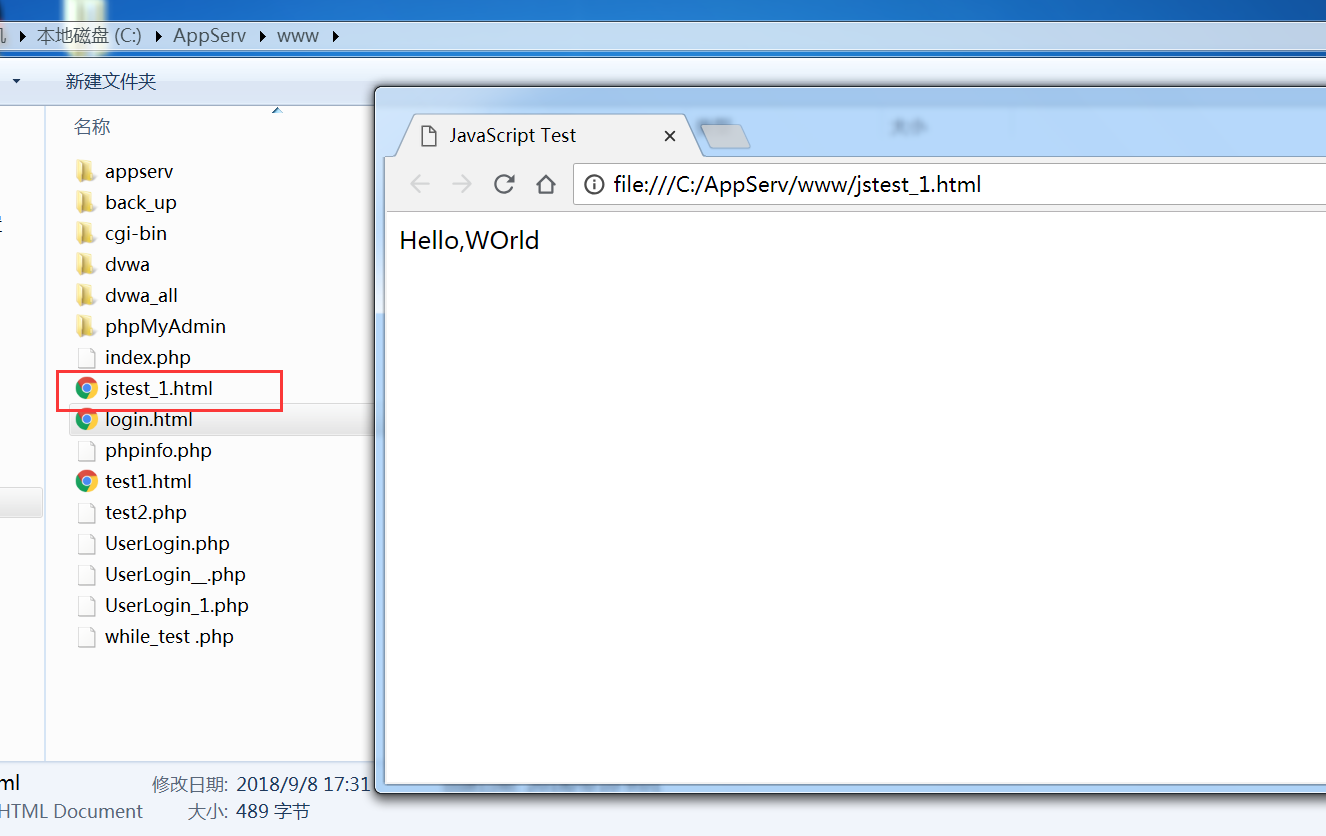 本地磁盘 (C:) AppServ www
新建文件夹
名称
appserv
back_up
cgi-bin
dvwa
dvwa_all
phpMyAdmin
index.php
jstest_1.html
login.html
phpinfo.php
test1.html
test2.php
UserLogin.php
UserLogin__.php
UserLogin_1.php
while_test .php
ml
修改日期: 2018/9/8 17:31
HTML Document
大小: 489 字节
JavaScript Test
file:///C:/AppServ/www/jstest_1.html
Hello,WOrld